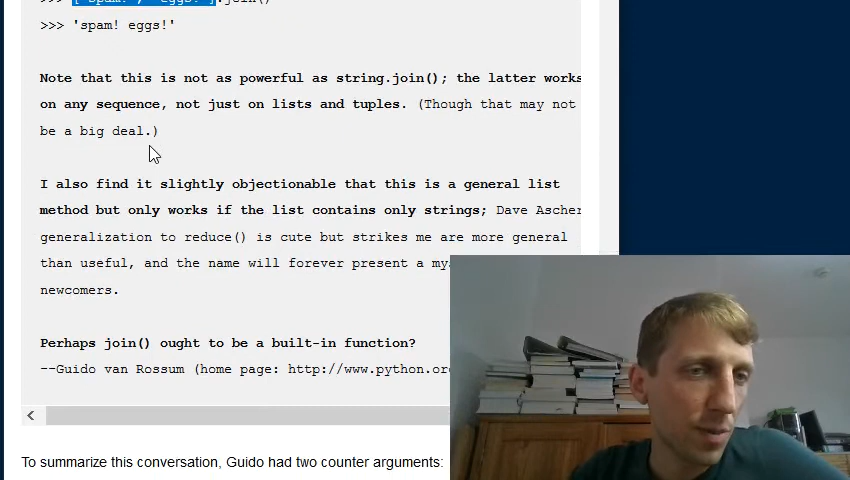 >>> ['spam!', 'eggs!'].join()
>>> 'spam! eggs!'
Note that this is not as powerful as string.join(); the latter works
on any sequence, not just on lists and tuples. (Though that may not
be a big deal.)
I also find it slightly objectionable that this is a general list
method but only works if the list contains only strings; Dave Ascher
generalization to reduce() is cute but strikes me are more general
than useful, and the name will forever present a
newcomers.
Perhaps join() ought to be a built-in function?
--Guido van Rossum (home page: http://www.python.or
To summarize this conversation, Guido had two counter arguments: